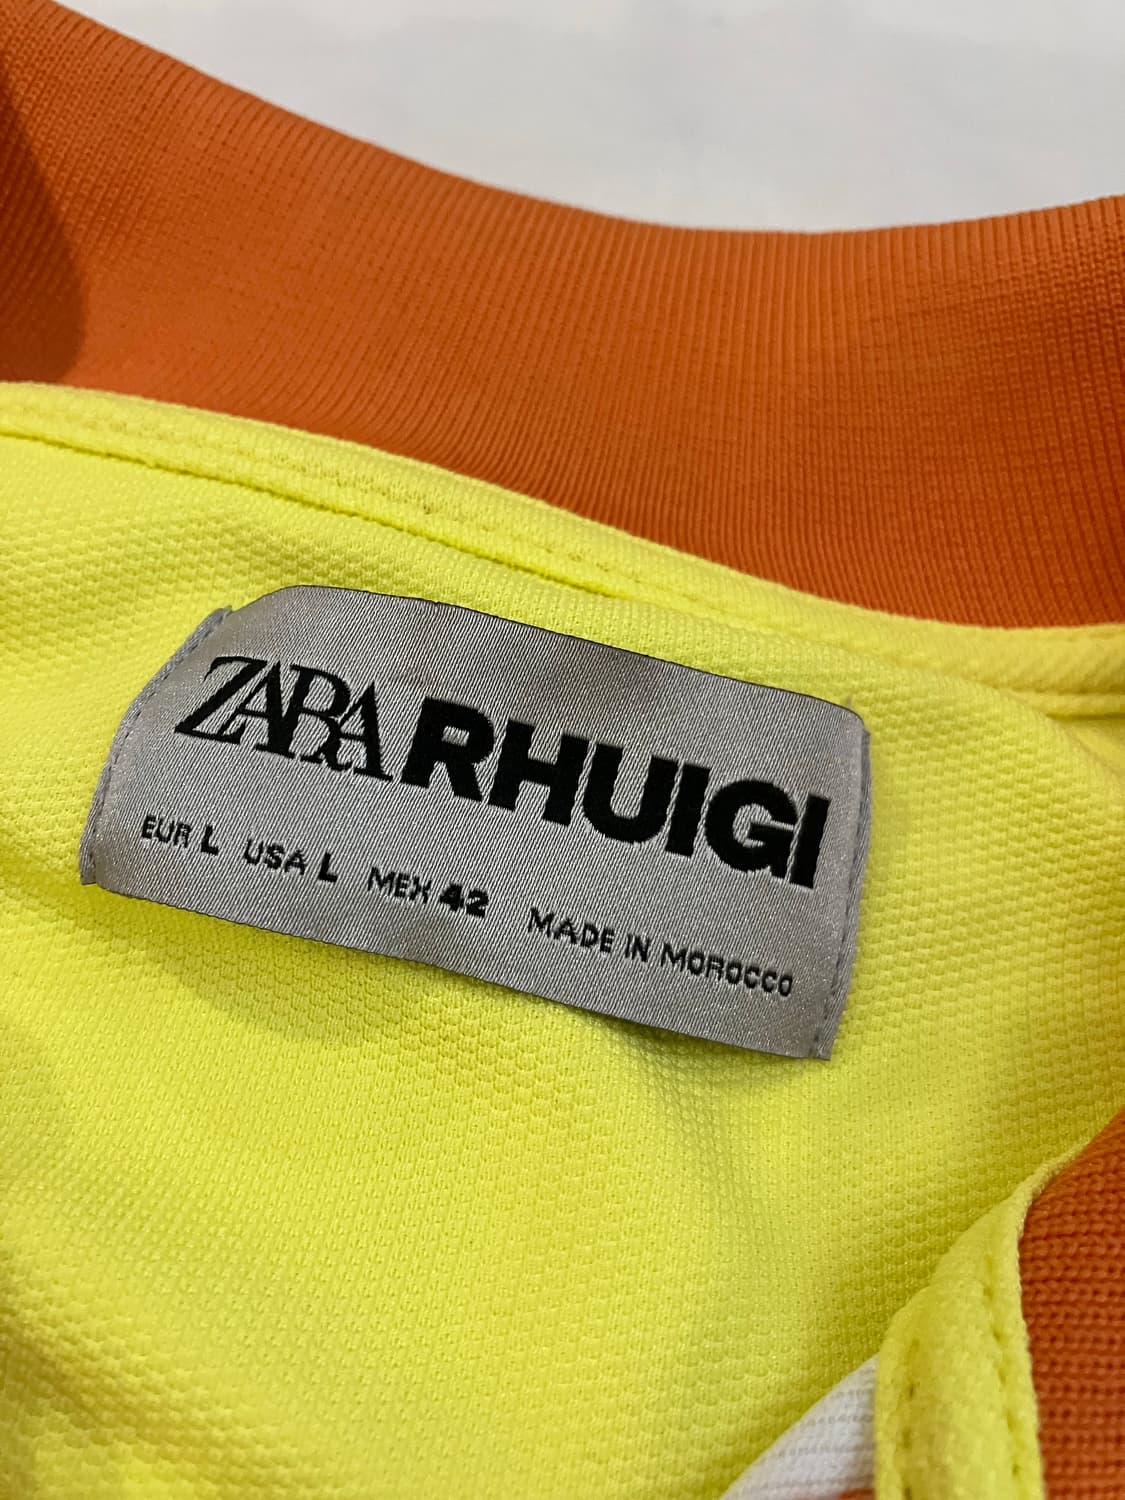 ZARA RHUIGI
EUR L USA L MEX 42 MADE IN MOROCCO